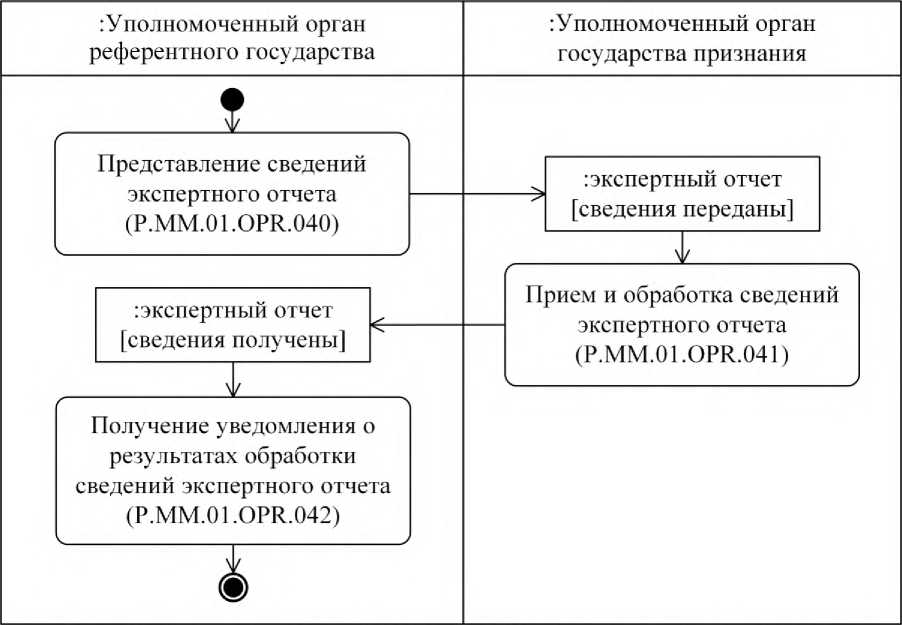 :Уполномоченный орган
референтного государства
:Уполномоченный орган
государства признания
Представление сведений
экспертного отчета
(P.MM.01.OPR.040)
:экспертный отчет
[сведения переданы]
Прием и обработка сведений
экспертного отчета
(P.MM.01.OPR.041)
:экспертный отчет
[сведения получены]
Получение уведомления о
результатах обработки
сведений экспертного отчета
(P.MM.01.OPR.042)